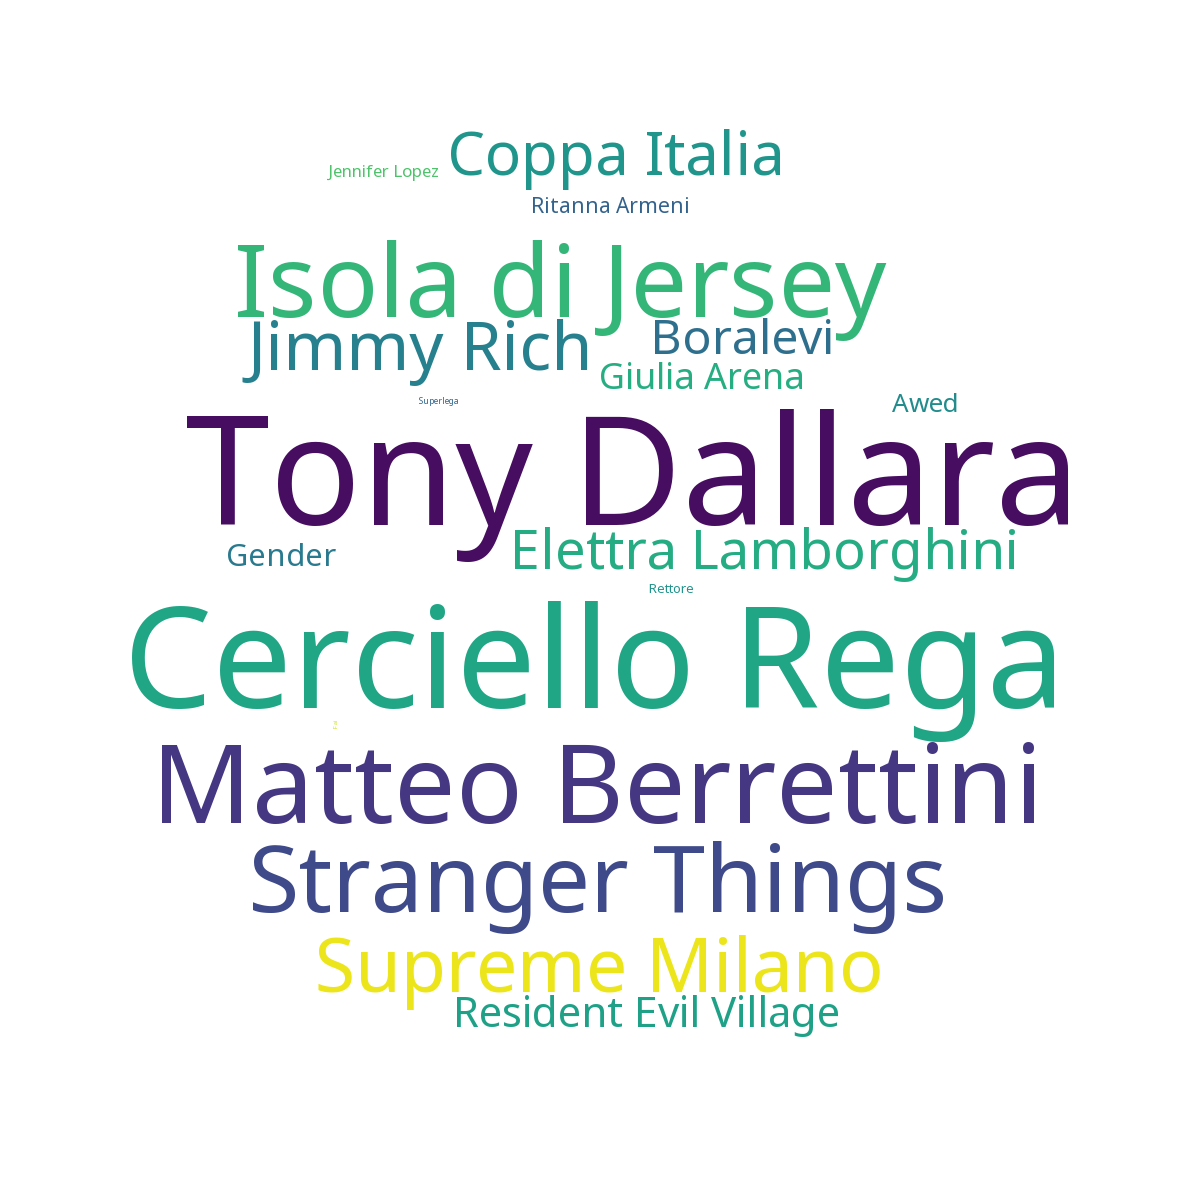 Coppa Italia
Jennifer Lopez
Ritanna Armeni
Isola di Jersey
Jimmy Rich
Boralevi
Giulia Arena
Superlega
Awed
Tony Dallara
Elettra Lamborghini
Gender
Rettore
Cerciello Rega
Matteo Berrettini
Stranger Things
Supreme Milano
Resident Evil Village